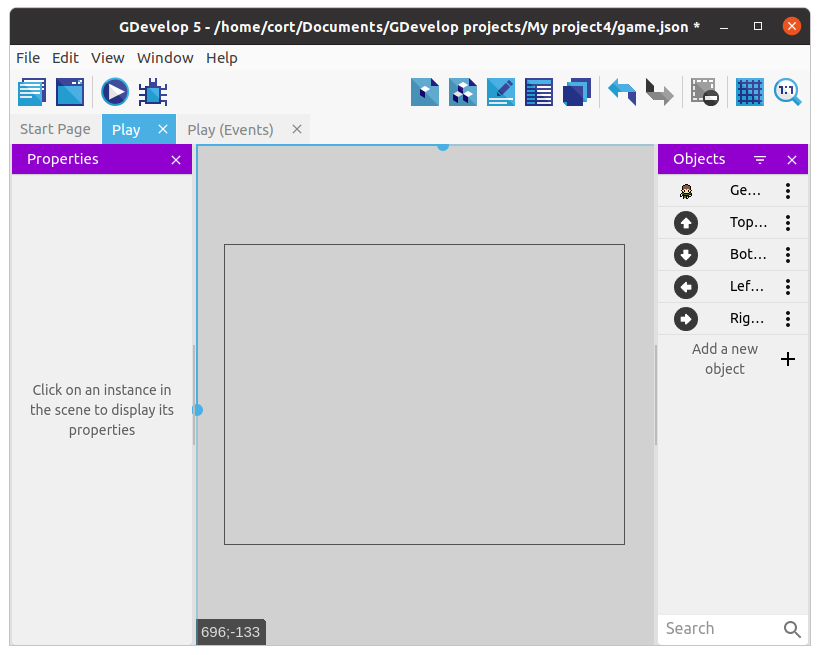 GDevelop 5 - /home/cort/Documents/GDevelop projects/My project4/game.json *
File Edit View Window Help
1:1
Start Page Play Play (Events)
Properties
Objects
Ge...
Top...
Bot...
Lef...
Rig...
Add a new
object
Click on an instance in
the scene to display its
properties
696;-133
Search